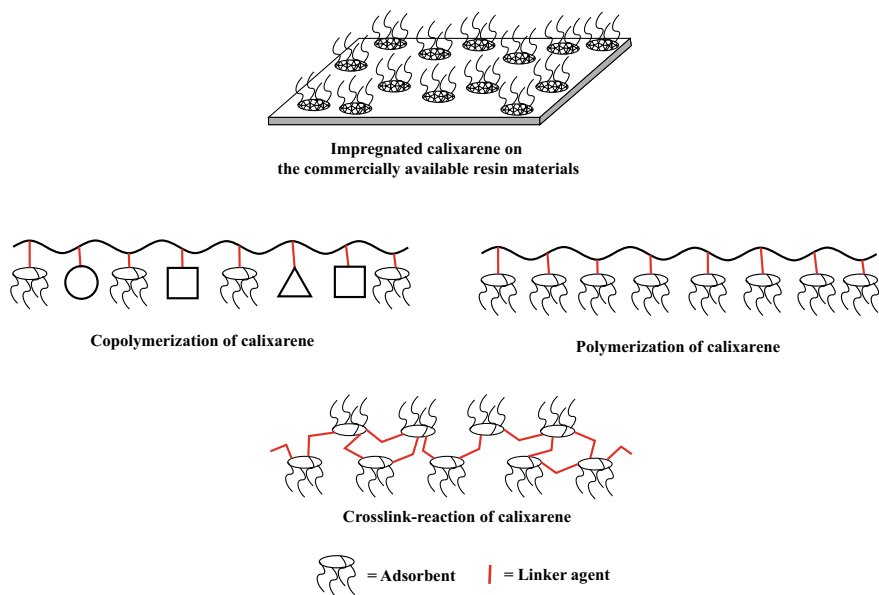 Impregnated calixarene on
the commercially available resin materials
Copolymerization of calixarene
Polymerization of calixarene
Crosslink-reaction of calixarene
= Adsorbent
= Linker agent